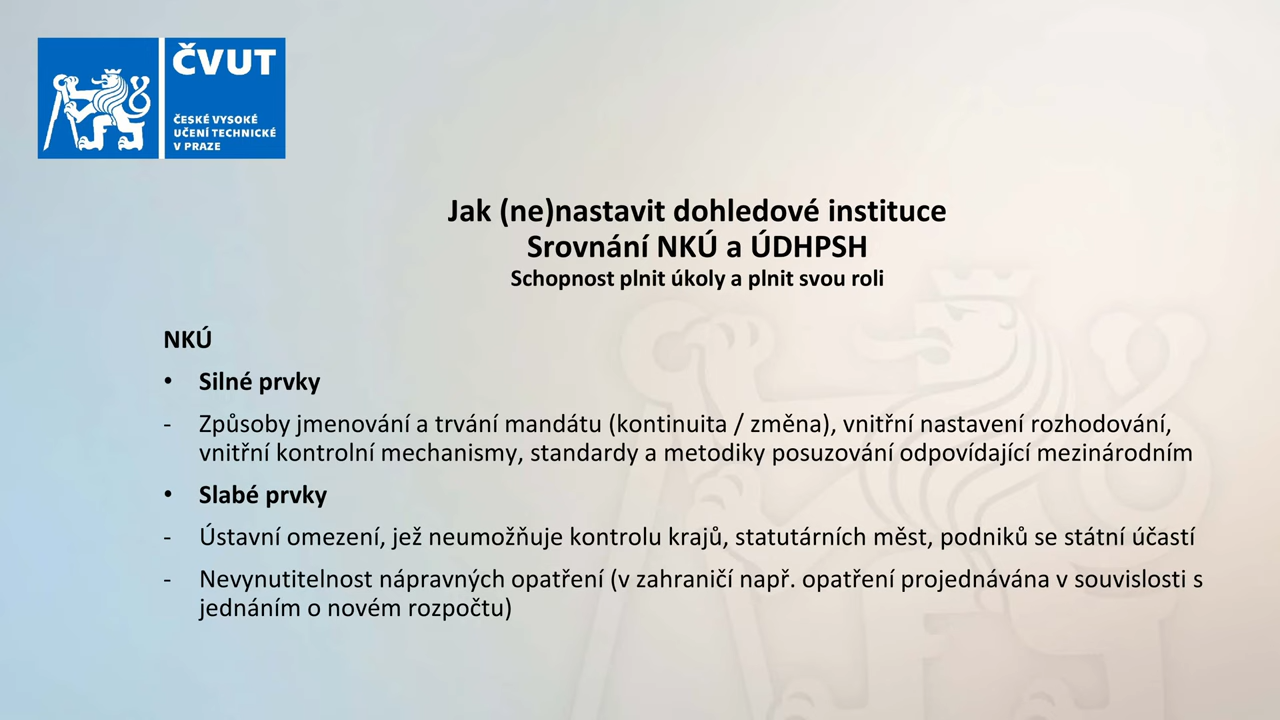 ČVUT
ČESKÉ VYSOKÉ
UČENÍ TECHNICKÉ
V PRAZE
Jak (ne)nastavit dohledové instituce
Srovnání NKÚ a ÚDHPSH
Schopnost plnit úkoly a plnit svou roli
NKÚ
• Silné prvky
- Způsoby jmenování a trvání mandátu (kontinuita / změna), vnitřní nastavení rozhodování,
vnitřní kontrolní mechanismy, standardy a metodiky posuzování odpovídající mezinárodním
• Slabé prvky
- Ústavní omezení, jež neumožňuje kontrolu krajů, statutárních měst, podniků se státní účastí
- Nevynutitelnost nápravných opatření (v zahraničí např. opatření projednávána v souvislosti s
jednáním o novém rozpočtu)